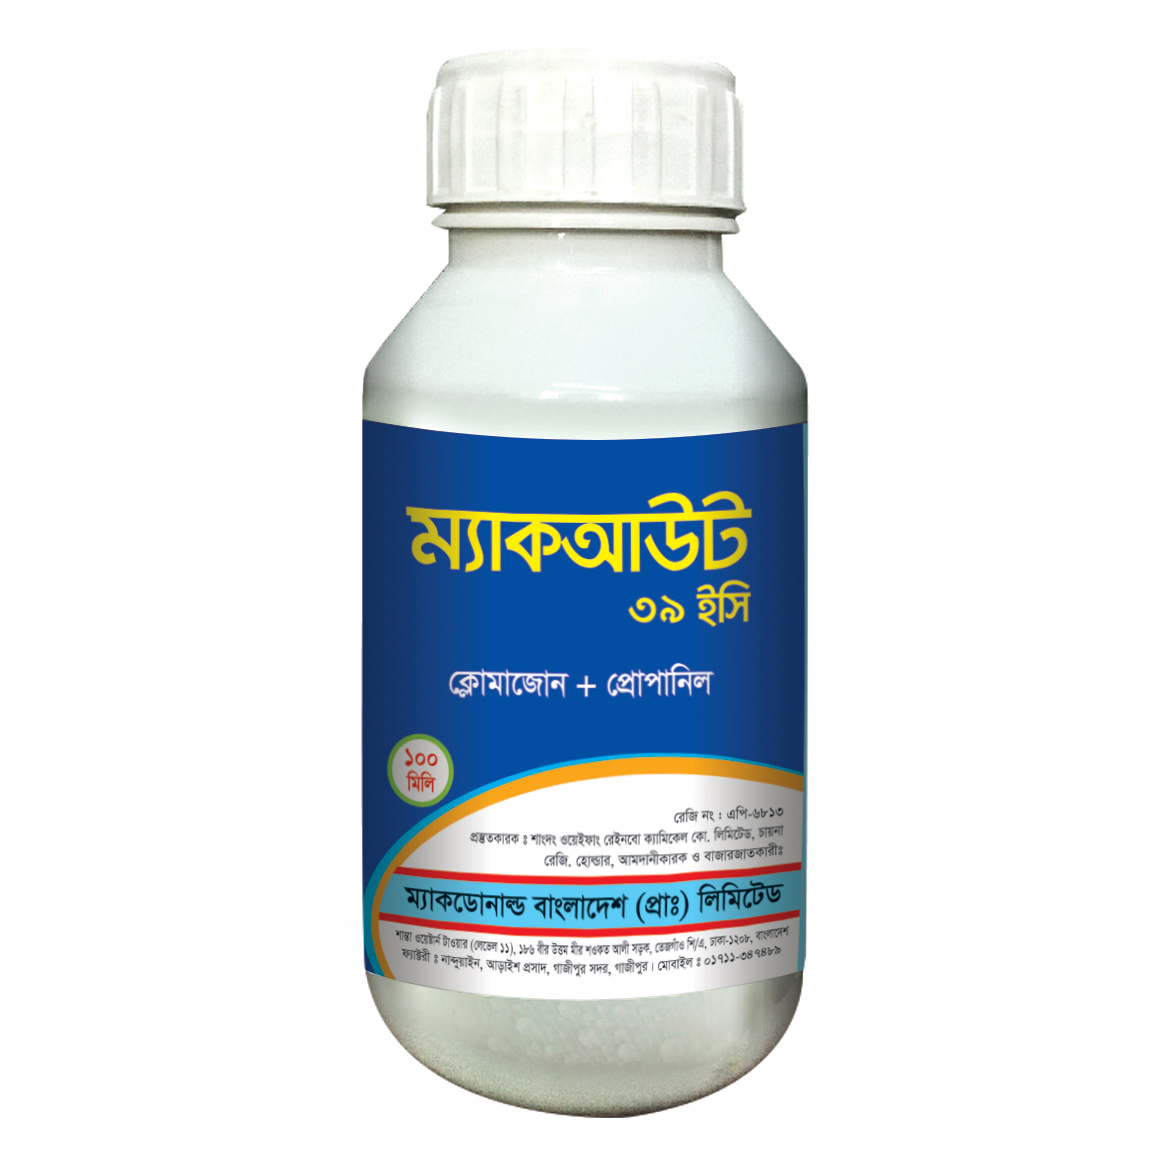 ম্যাকআউট
৩৯ ইসি
ক্লোমাজোন + প্রোপানিল
১০০
মিলি
রেজি নং : এপি-৬৮১৩
প্রস্তুতকারক ঃ শাংদং ওয়েইফাং রেইনবো ক্যামিকেল কো. লিমিটেড, চায়না
রেজি. হোল্ডার, আমদানীকারক ও বাজারজাতকারীঃ
ম্যাকডোনাল্ড বাংলাদেশ (প্রাঃ) লিমিটেড
শান্তা ওয়েষ্টার্ন টাওয়ার (লেভেল ১১), ১৮৬ বীর উত্তম মীর শওকত আলী সড়ক, তেজগাঁও শি/এ, ঢাকা-১২০৮, বাংলাদেশ
ফ্যাক্টরী ঃ নান্দুয়াইন, আড়াইশ প্রসাদ, গাজীপুর সদর, গাজীপুর। মোবাইল ঃ ০১৭১১-৩৪৭৪৮৯